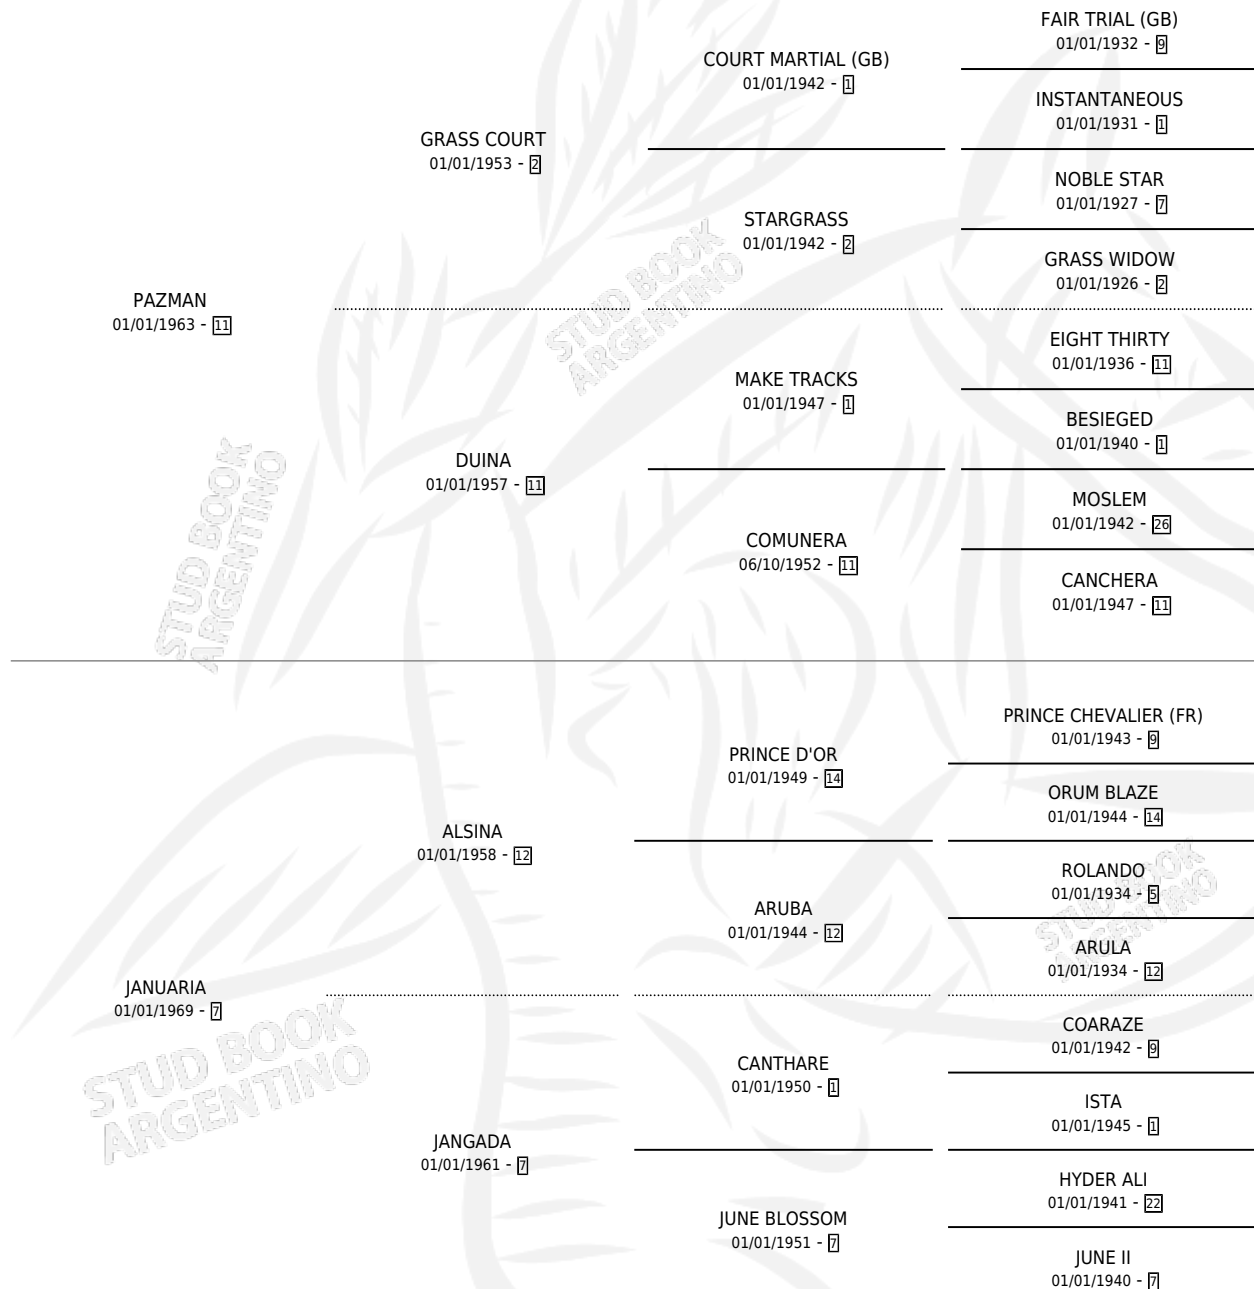 FAIR TRIAL (GB)
01/01/1932 - 9
COURT MARTIAL (GB)
01/01/1942 - 1
INSTANTANEOUS
01/01/1931 - 1
GRASS COURT
01/01/1953 - 2
NOBLE STAR
01/01/1927 - 7
STARGRASS
01/01/1942 - 2
GRASS WIDOW
01/01/1926 - 2
PAZMAN
01/01/1963 - 11
EIGHT THIRTY
01/01/1936 - 11
MAKE TRACKS
01/01/1947 - 1
BESIEGED
01/01/1940 - 1
DUINA
01/01/1957 - 11
MOSLEM
01/01/1942 - 26
COMUNERA
06/10/1952 - 11
CANCHERA
01/01/1947 - 11
PRINCE CHEVALIER (FR)
01/01/1943 - 9
PRINCE D'OR
01/01/1949 - 14
ORUM BLAZE
01/01/1944 - 14
ALSINA
01/01/1958 - 12
ROLANDO
01/01/1934 - 5
ARUBA
01/01/1944 - 12
ARULA
01/01/1934 - 12
JANUARIA
01/01/1969 - 7
COARAZE
01/01/1942 - 9
CANTHARE
01/01/1950 - 1
ISTA
01/01/1945 - 1
JANGADA
01/01/1961 - 7
HYDER ALI
01/01/1941 - 22
JUNE BLOSSOM
01/01/1951 - 7
JUNE II
01/01/1940 - 7
STUD BOOK
ARGENTINO
STUD BOOK
ARGENTINO
STUD BOOK
ARGENTINO
STUD BOOK
ARGENTINO